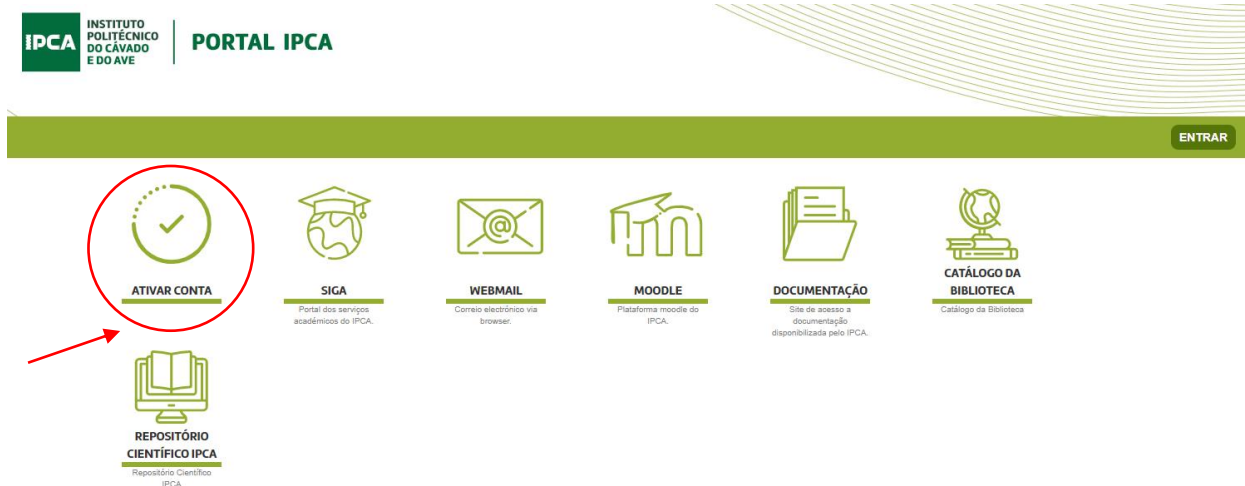 IPCA
INSTITUTO
POLITÉCNICO
DO CÁVADO
E DO AVE
PORTAL IPCA
ENTRAR
ATIVAR CONTA
SIGA
Portal dos serviços
académicos do IPCA.
WEBMAIL
Correio electrónico via
browser.
MOODLE
Plataforma moodle do
IPCA.
DOCUMENTAÇÃO
Site de acesso a
documentação
disponibilizada pelo IPCA.
CATÁLOGO DA
BIBLIOTECA
Catálogo da Biblioteca
REPOSITÓRIO
CIENTÍFICO IPCA
Repositório Científico
IPCA